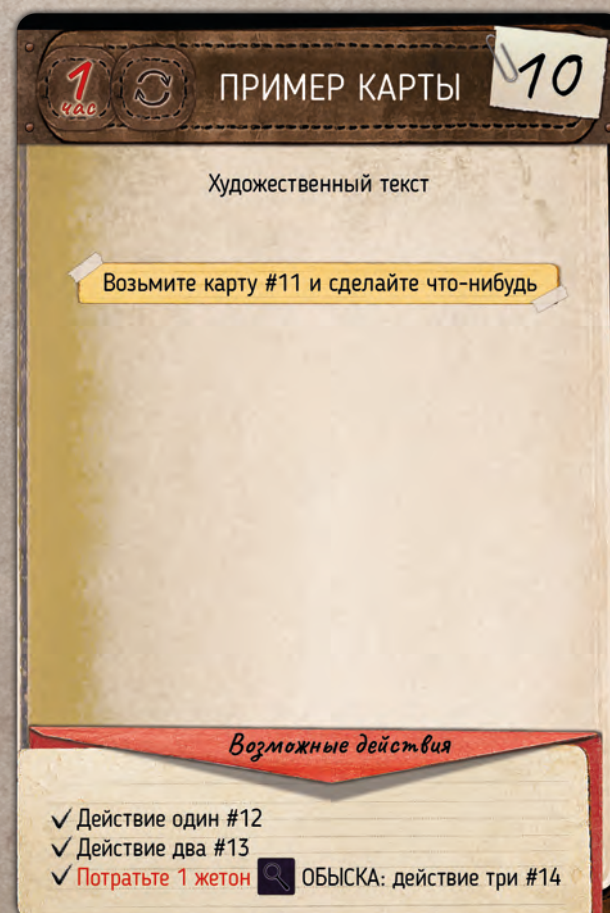 1
час
ПРИМЕР КАРТЫ
10
Художественный текст
Возьмите карту #11 и сделайте что-нибудь
Возможные действия
✓ Действие один #12
✓ Действие два #13
✓ Потратьте 1 жетон ОБЫСКА: действие три #14